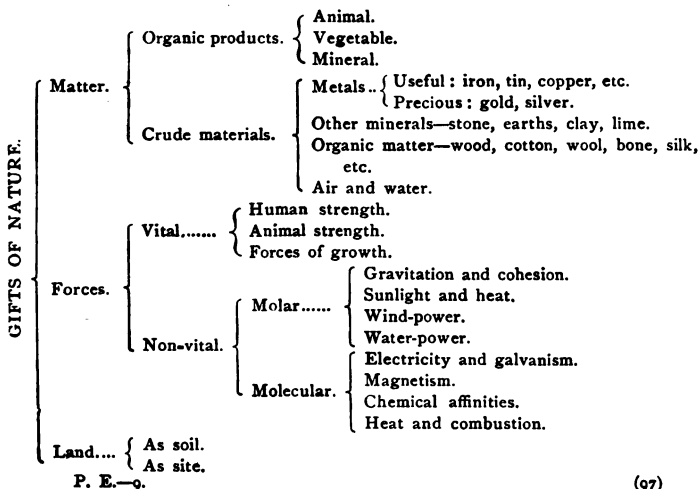 GIFTS OF NATURE.
Matter.
Organic products.
Animal.
Vegetable.
Mineral.
Crude materials.
Metals..
Useful: iron, tin, copper, etc.
Precious: gold, silver.
Other minerals—stone, earths, clay, lime.
Organic matter—wood, cotton, wool, bone, silk,
etc.
Air and water.
Forces.
Vital......
Human strength.
Animal strength.
Forces of growth.
Non-vital.
Molar......
Gravitation and cohesion.
Sunlight and heat.
Wind-power.
Water-power.
Molecular.
Electricity and galvanism.
Magnetism.
Chemical affinities.
Heat and combustion.
Land....
As soil.
As site.
P. E.—9.
(97)